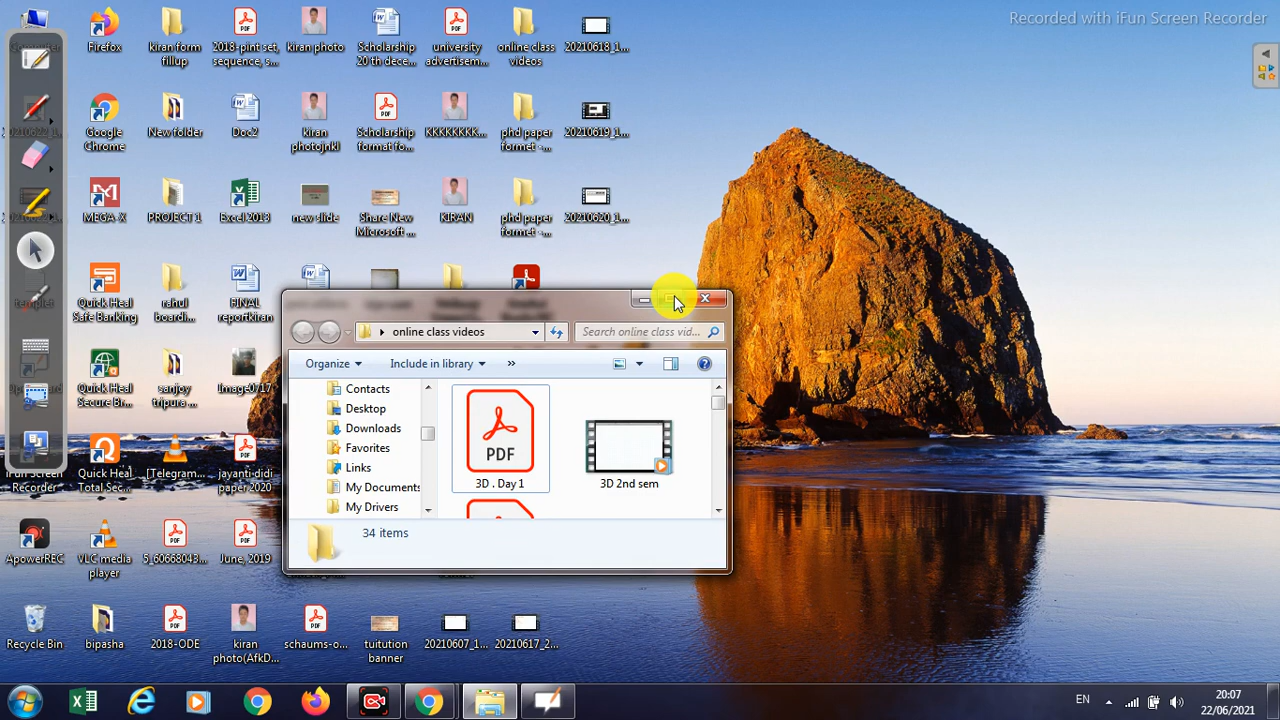 Recorded with iFun Screen Recorder
Computer
Firefox
kiran form
fillup
2018-pint set,
sequence, s...
kiran photo
Scholarship
20 th dece...
university
advertisem...
online class
videos
20210618_1...
20210622_1...
Google
Chrome
New folder
Doc2
kiran
photojnkl
Scholarship
format fo...
KKKKKKKK...
phd paper
formet -...
20210619_1...
MEGA-X
PROJECT 1
Excel 2013
new slide
Share New
Microsoft ...
KIRAN
phd paper
formet -...
20210620_1...
templet
Quick Heal
Safe Banking
rahul
boardi...
FINAL
reportkiran
online class videos
Search online class vid...
Organize
Include in library
»
Quick Heal
Secure Br...
sanjoy
tripura ...
Image0717
Contacts
Desktop
Downloads
Favorites
Links
My Documents
My Drivers
PDF
3D . Day 1
3D 2nd sem
34 items
iFun Screen
Recorder
Quick Heal
Total Sec...
[Telegram...
jayanti didi
paper 2020
ApowerREC
VLC media
player
5_60668043...
June, 2019
Recycle Bin
bipasha
2018-ODE
kiran
photo(AfkD...
schaums-o...
tuitution
banner
20210607_1...
20210617_2...
EN
20:07
22/06/2021